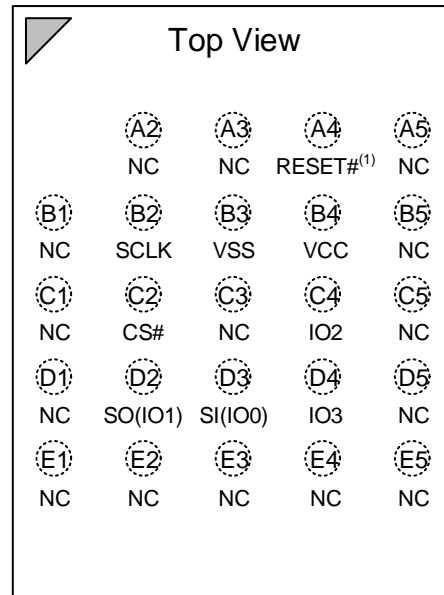 Top View
A2 A3 A4 A5
NC NC RESET#(1) NC
B1 B2 B3 B4 B5
NC SCLK VSS VCC NC
C1 C2 C3 C4 C5
NC CS# NC IO2 NC
D1 D2 D3 D4 D5
NC SO(IO1) SI(IO0) IO3 NC
E1 E2 E3 E4 E5
NC NC NC NC NC